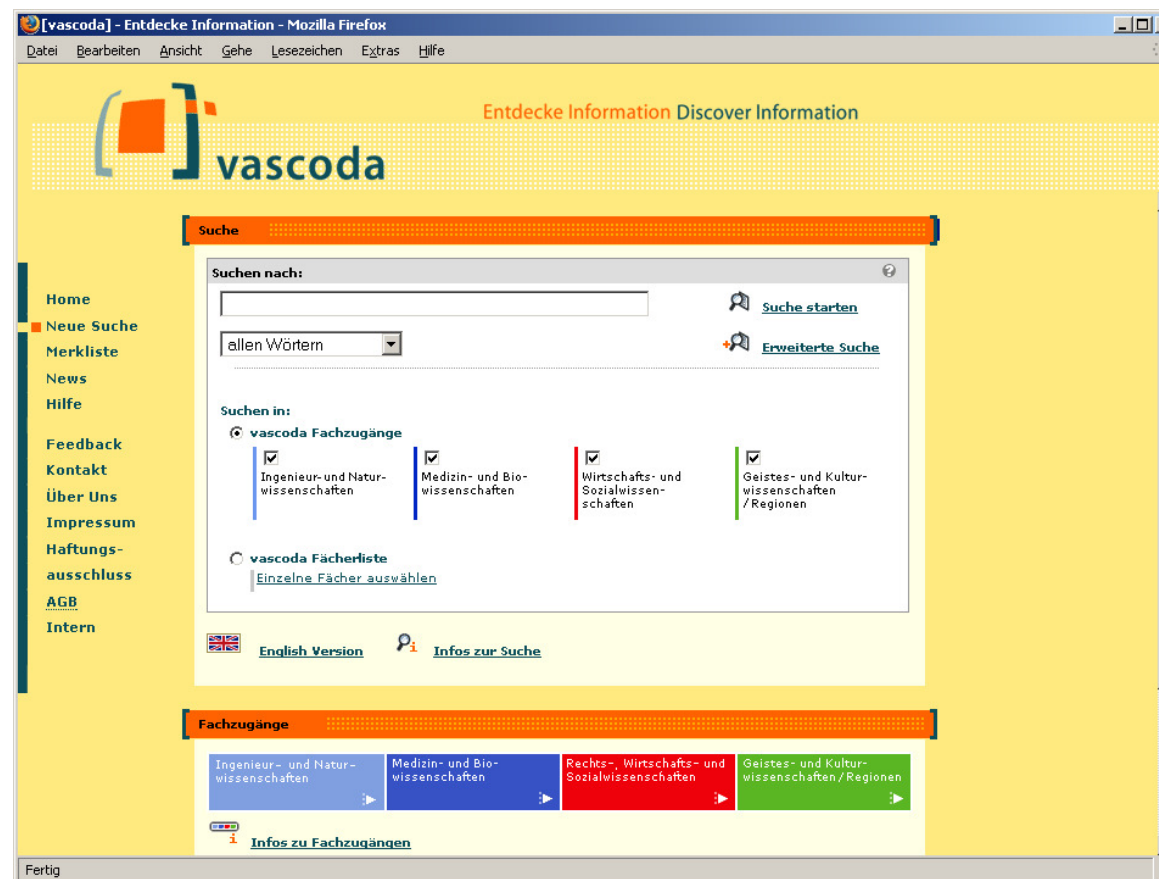 [vascoda] - Entdecke Information - Mozilla Firefox
Datei Bearbeiten Ansicht Gehe Lesezeichen Extras Hilfe
Entdecke Information Discover Information
vascoda
Suche
Suchen nach:
Suche starten
allen Wörtern
Erweiterte Suche
Suchen in:
vascoda Fachzugänge
Ingenieur-und Natur-
wissenschaften
Medizin- und Bio-
wissenschaften
Wirtschafts- und
Sozialwissen-
schaften
Geistes- und Kultur-
wissenschaften
/Regionen
vascoda Fächerliste
Einzelne Fächer auswählen
English Version
Infos zur Suche
Home
Neue Suche
Merkliste
News
Hilfe
Feedback
Kontakt
Über Uns
Impressum
Haftungs-
ausschluss
AGB
Intern
Fachzugänge
Ingenieur- und Natur-
wissenschaften
Medizin- und Bio-
wissenschaften
Rechts-, Wirtschafts- und
Sozialwissenschaften
Geistes- und Kultur-
wissenschaften/Regionen
Infos zu Fachzugängen
Fertig